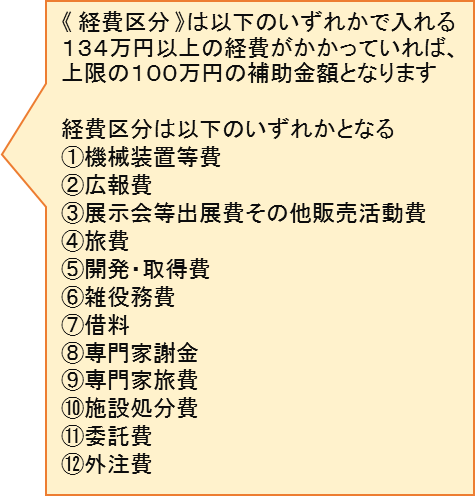 《 経費区分 》は以下のいずれかで入れる
１３４万円以上の経費がかかっていれば、
上限の１００万円の補助金額となります
経費区分は以下のいずれかとなる
①機械装置等費
②広報費
③展示会等出展費その他販売活動費
④旅費
⑤開発・取得費
⑥雑役務費
⑦借料
⑧専門家謝金
⑨専門家旅費
⑩施設処分費
⑪委託費
⑫外注費